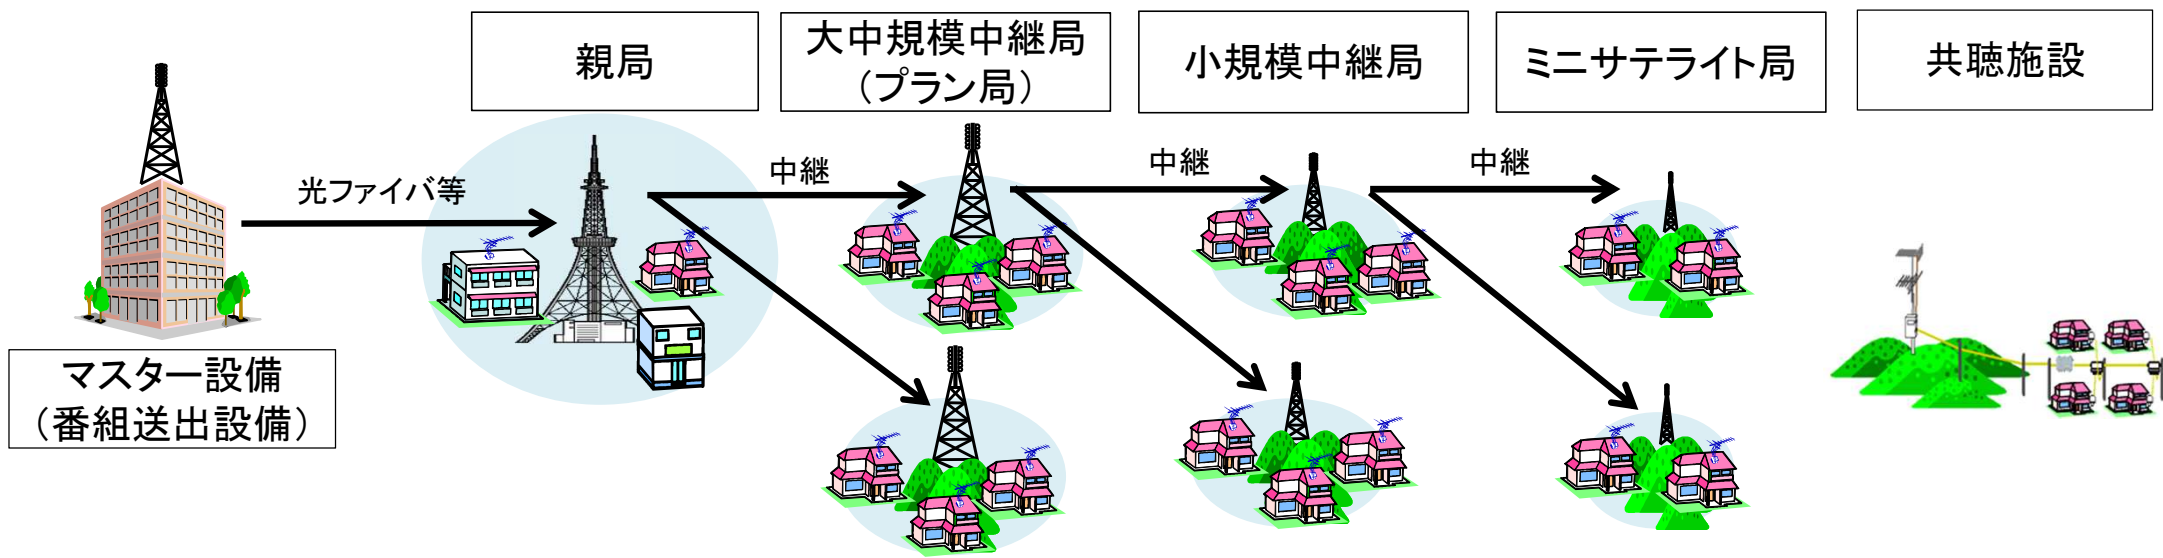 親局
大中規模中継局
(プラン局)
小規模中継局
ミニサテライト局
共聴施設
光ファイバ等
中継
中継
中継
マスター設備
(番組送出設備)